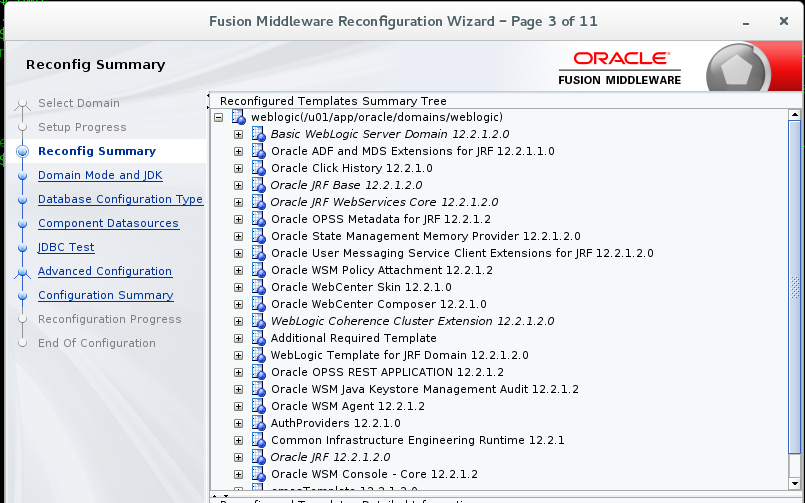 Fusion Middleware Reconfiguration Wizard – Page 3 of 11
Reconfig Summary
ORACLE
FUSION MIDDLEWARE
Select Domain
Setup Progress
Reconfig Summary
Domain Mode and JDK
Database Configuration Type
Component Datasources
JDBC Test
Advanced Configuration
Configuration Summary
Reconfiguration Progress
End Of Configuration
Reconfigured Templates Summary Tree
weblogic(/u01/app/oracle/domains/weblogic)
Basic WebLogic Server Domain 12.2.1.2.0
Oracle ADF and MDS Extensions for JRF 12.2.1.1.0
Oracle Click History 12.2.1.0
Oracle JRF Base 12.2.1.2.0
Oracle JRF WebServices Core 12.2.1.2.0
Oracle OPSS Metadata for JRF 12.2.1.2
Oracle State Management Memory Provider 12.2.1.2.0
Oracle User Messaging Service Client Extensions for JRF 12.2.1.2.0
Oracle WSM Policy Attachment 12.2.1.2
Oracle WebCenter Skin 12.2.1.0
Oracle WebCenter Composer 12.2.1.0
WebLogic Coherence Cluster Extension 12.2.1.2.0
Additional Required Template
WebLogic Template for JRF Domain 12.2.1.2.0
Oracle OPSS REST APPLICATION 12.2.1.2
Oracle WSM Java Keystore Management Audit 12.2.1.2
Oracle WSM Agent 12.2.1.2
AuthProviders 12.2.1.0
Common Infrastructure Engineering Runtime 12.2.1
Oracle JRF 12.2.1.2.0
Oracle WSM Console - Core 12.2.1.2